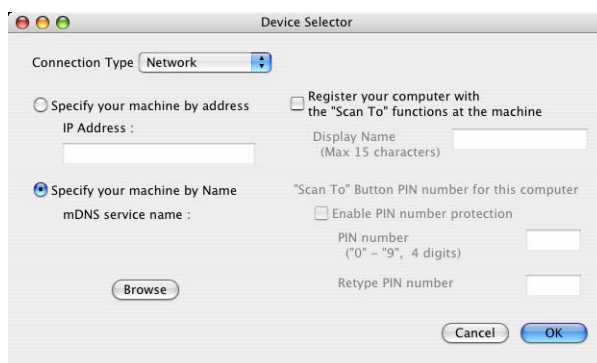 Device Selector
Connection Type Network
Specify your machine by address
IP Address :
Specify your machine by Name
mDNS service name :
Browse
Register your computer with
the "Scan To" functions at the machine
Display Name
(Max 15 characters)
"Scan To" Button PIN number for this computer
Enable PIN number protection
PIN number
("0" - "9", 4 digits)
Retype PIN number
Cancel OK